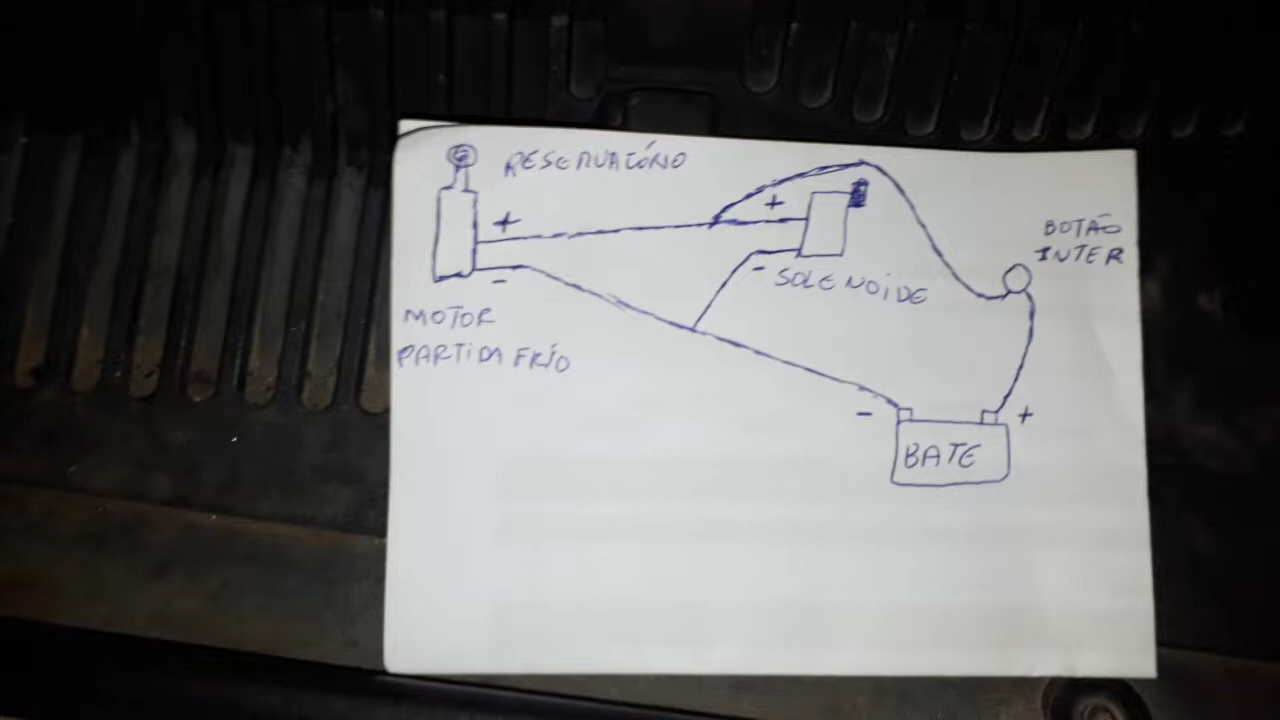 RESERVATÓRIO
+
+
BOTÃO
INTER
-
-
SOLENOIDE
MOTOR
PARTIDA FRIO
-
+
BATE